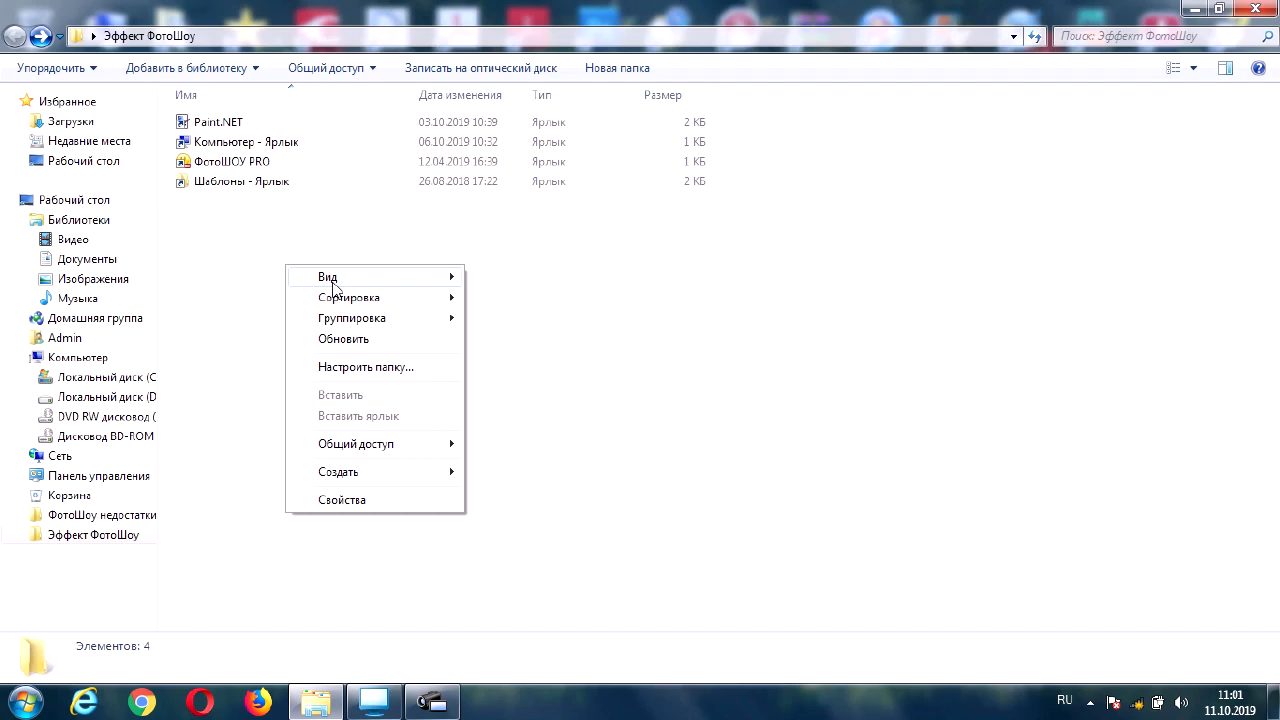 Эффект ФотоШоу
Поиск: Эффект ФотоШоу
Упорядочить
Добавить в библиотеку
Общий доступ
Записать на оптический диск
Новая папка
Имя
Дата изменения
Тип
Размер
Paint.NET 03.10.2019 10:39 Ярлык 2 КБ
Компьютер - Ярлык 06.10.2019 10:32 Ярлык 1 КБ
ФотоШОУ PRO 12.04.2019 16:39 Ярлык 1 КБ
Шаблоны - Ярлык 26.08.2018 17:22 Ярлык 2 КБ
Избранное
Загрузки
Недавние места
Рабочий стол
Рабочий стол
Библиотеки
Видео
Документы
Изображения
Музыка
Домашняя группа
Admin
Компьютер
Локальный диск (C
Локальный диск (D
DVD RW дисковод (
Дисковод BD-ROM
Сеть
Панель управления
Корзина
ФотоШоу недостатки
Эффект ФотоШоу
Вид
Сортировка
Группировка
Обновить
Настроить папку...
Вставить
Вставить ярлык
Общий доступ
Создать
Свойства
Элементов: 4
RU
11:01
11.10.2019